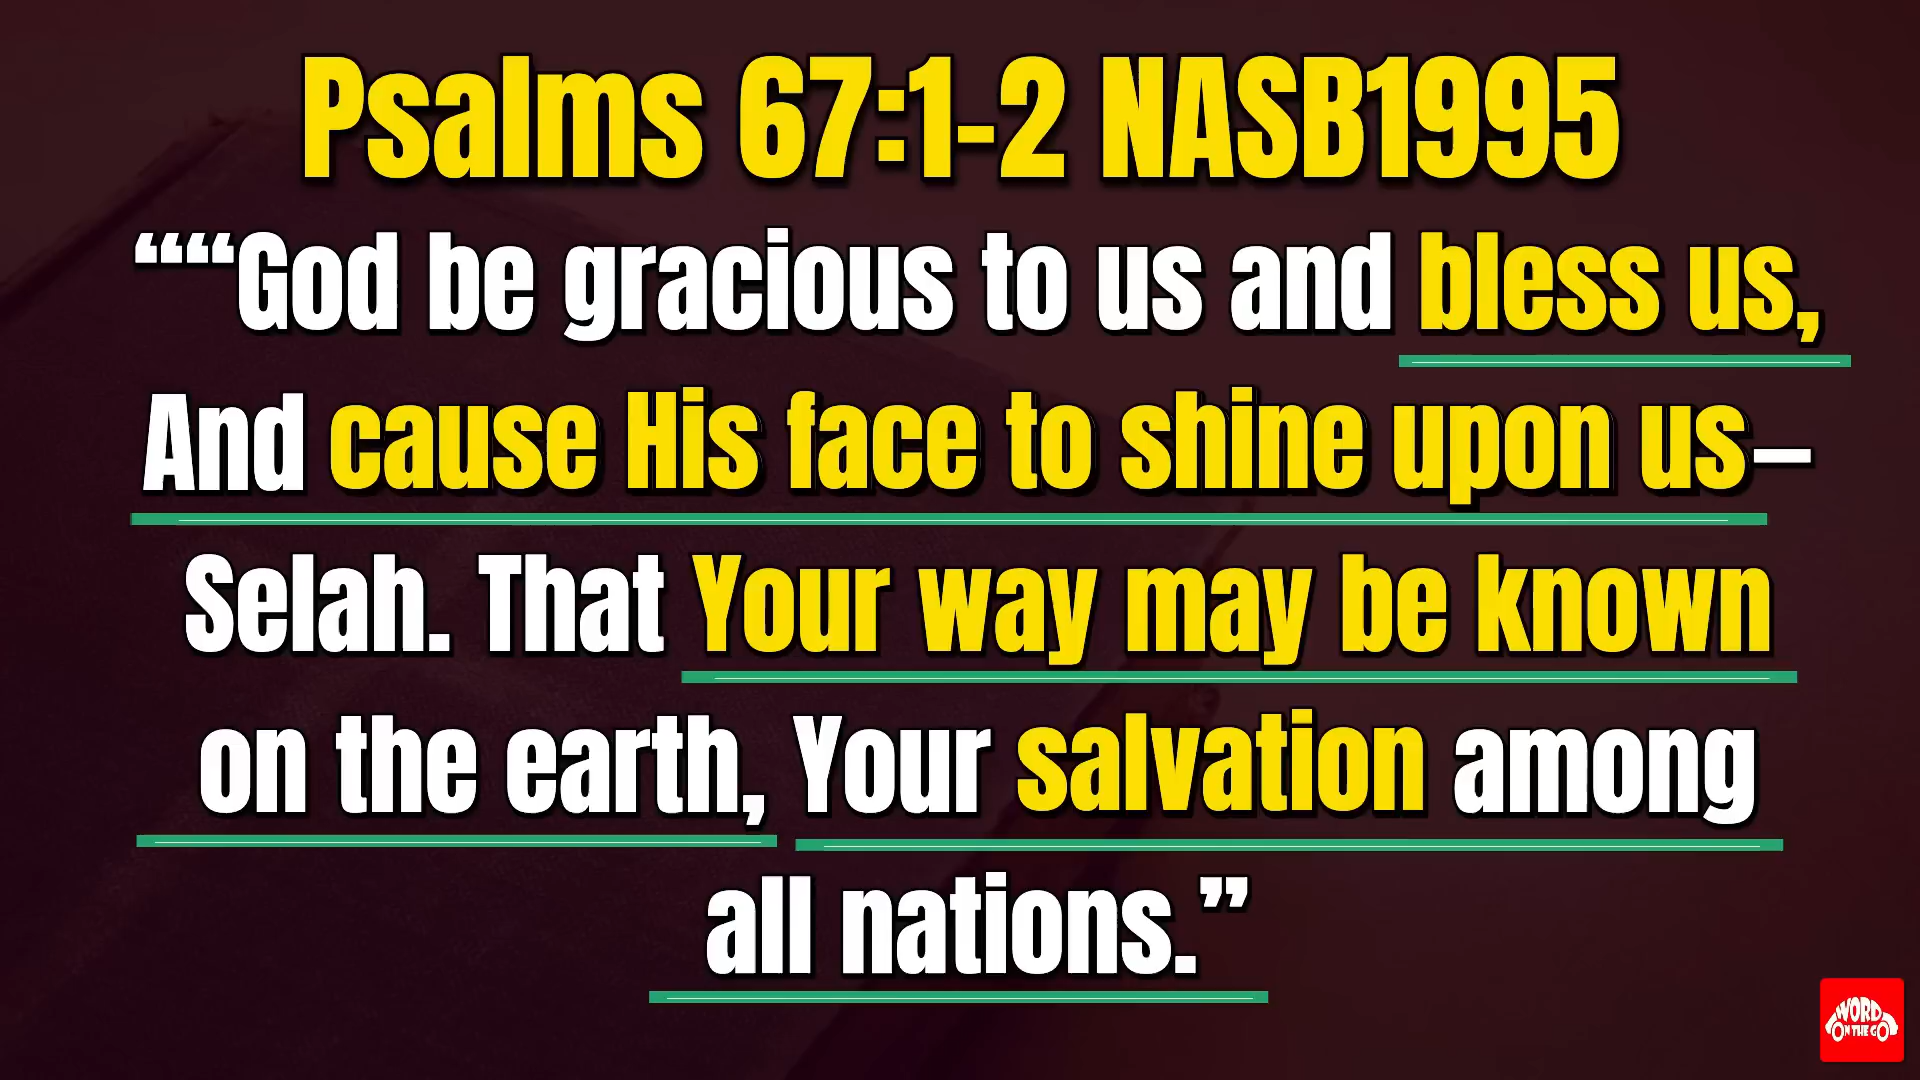 Psalms 67:1-2 NASB1995
““God be gracious to us and bless us,
And cause His face to shine upon us—
Selah. That Your way may be known
on the earth, Your salvation among
all nations.”
WORD
ON THE GO